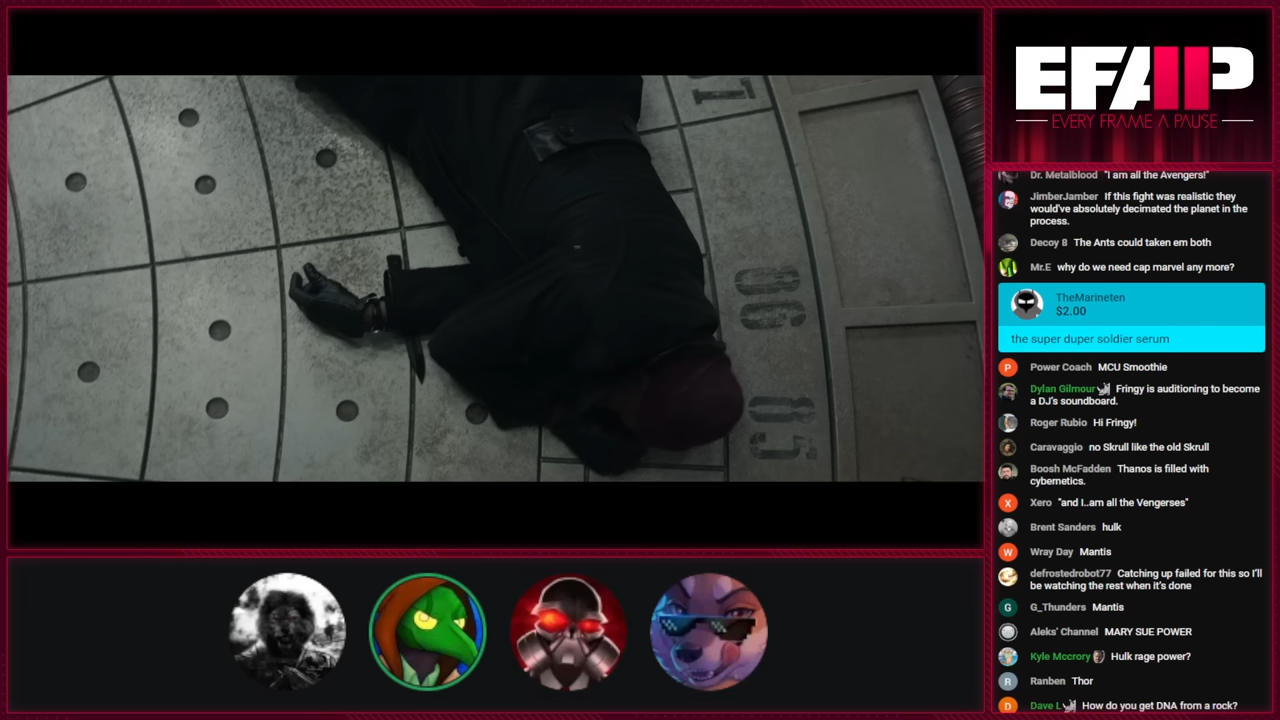 EFAP
EVERY FRAME A PAUSE
Dr. Metalblood "I am all the Avengers!"
JimberJamber If this fight was realistic they
would've absolutely decimated the planet in the
process.
Decoy 8 The Ants could taken em both
Mr.E why do we need cap marvel any more?
TheMarineten
$2.00
the super duper soldier serum
P Power Coach MCU Smoothie
Dylan Gilmour Fringy is auditioning to become
a DJ's soundboard.
Roger Rubio Hi Fringy!
Caravaggio no Skrull like the old Skrull
Boosh McFadden Thanos is filled with
cybernetics.
X Xero "and I..am all the Vengerses"
Brent Sanders hulk
W Wray Day Mantis
defrostedrobot77 Catching up failed for this so I'll
be watching the rest when it's done
G G_Thunders Mantis
Aleks' Channel MARY SUE POWER
Kyle Mccrory Hulk rage power?
R Ranben Thor
D Dave L How do you get DNA from a rock?